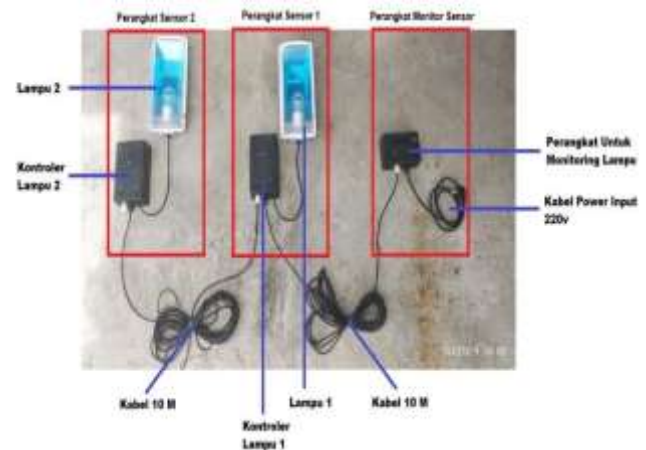 Perangkat Sensor 2
Perangkat Sensor 1
Perangkat Monitor Sensor
Lampu 2
Kontroler
Lampu 2
Perangkat Untuk
Monitoring Lampu
Kabel Power Input
220v
Kabel 10 M
Lampu 1
Kabel 10 M
Kontroler
Lampu 1